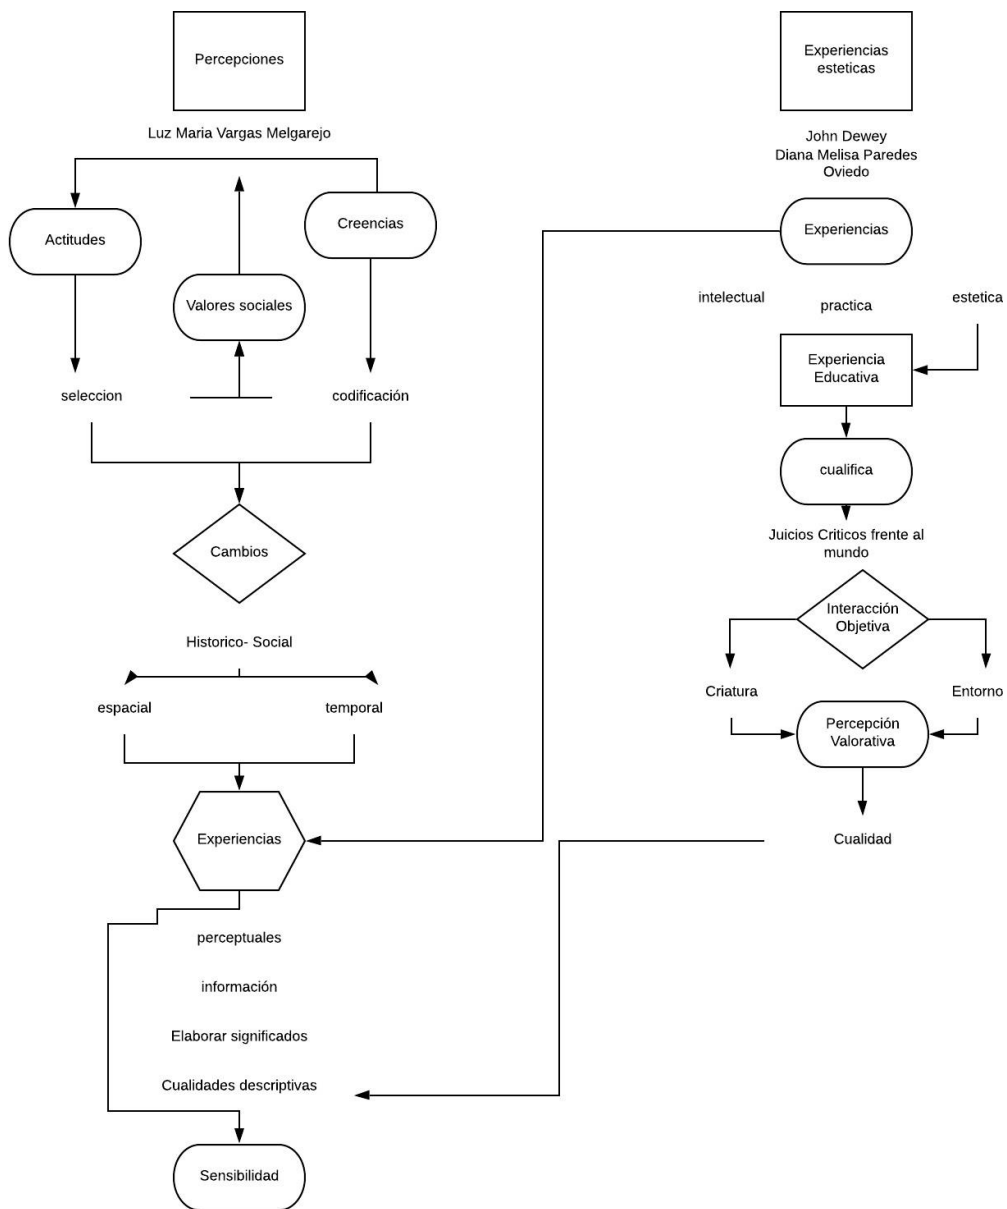 Percepciones
Luz Maria Vargas Melgarejo
Actitudes
Creencias
Valores sociales
seleccion
codificación
Cambios
Historico- Social
espacial
temporal
Experiencias
perceptuales
información
Elaborar significados
Cualidades descriptivas
Sensibilidad
Experiencias
esteticas
John Dewey
Diana Melisa Paredes
Oviedo
Experiencias
intelectual
practica
estetica
Experiencia
Educativa
cualifica
Juicios Criticos frente al
mundo
Interacción
Objetiva
Criatura
Entorno
Percepción
Valorativa
Cualidad